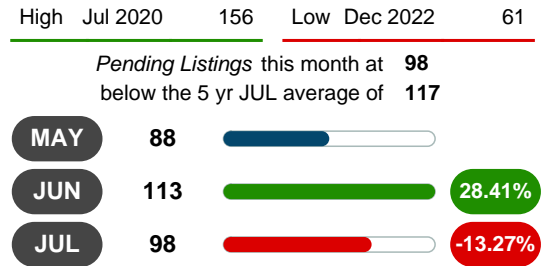 High Jul 2020 156 Low Dec 2022 61
Pending Listings this month at 98
below the 5 yr JUL average of 117
MAY 88
JUN 113 28.41%
JUL 98 -13.27%